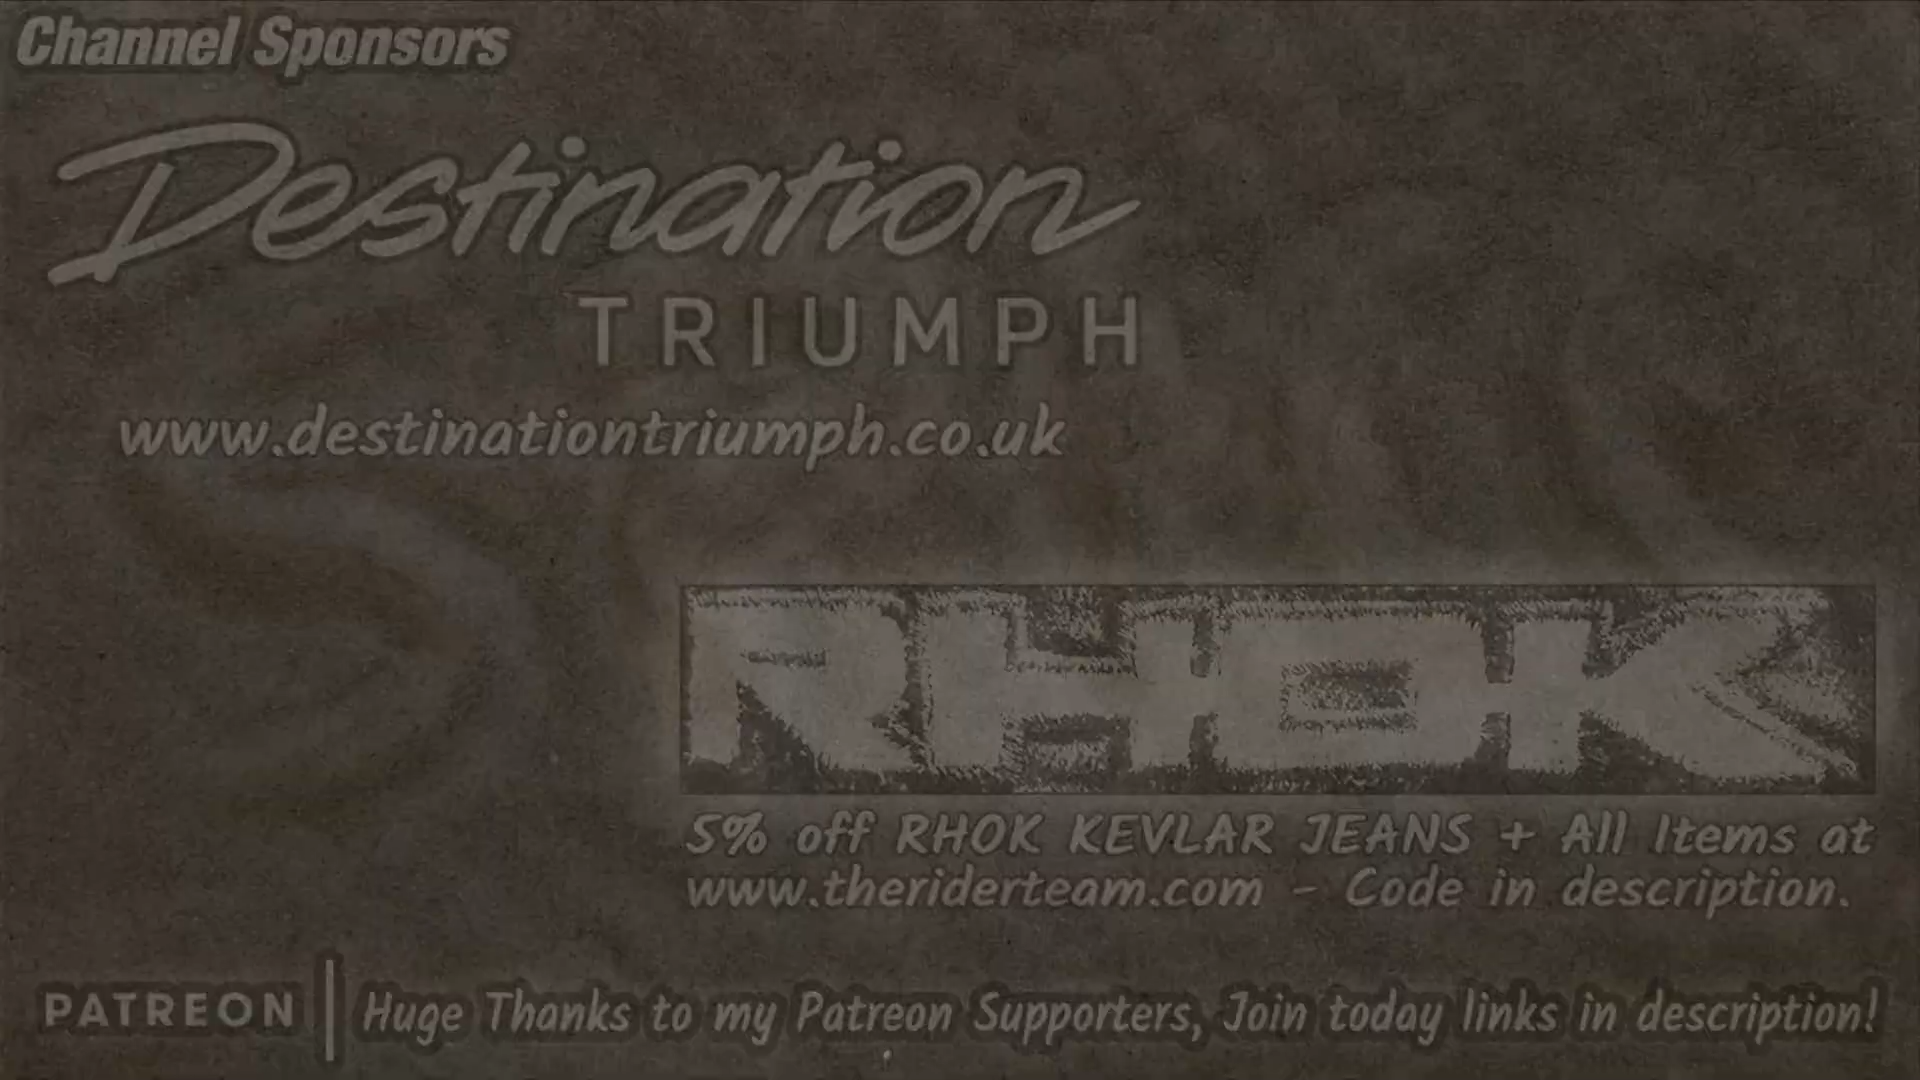 Channel Sponsors
Destination
TRIUMPH
www.destinationtriumph.co.uk
RHOK
5% off RHOK KEVLAR JEANS + All Items at
www.theriderteam.com - Code in description.
PATREON | Huge Thanks to my Patreon Supporters, Join today links in description!